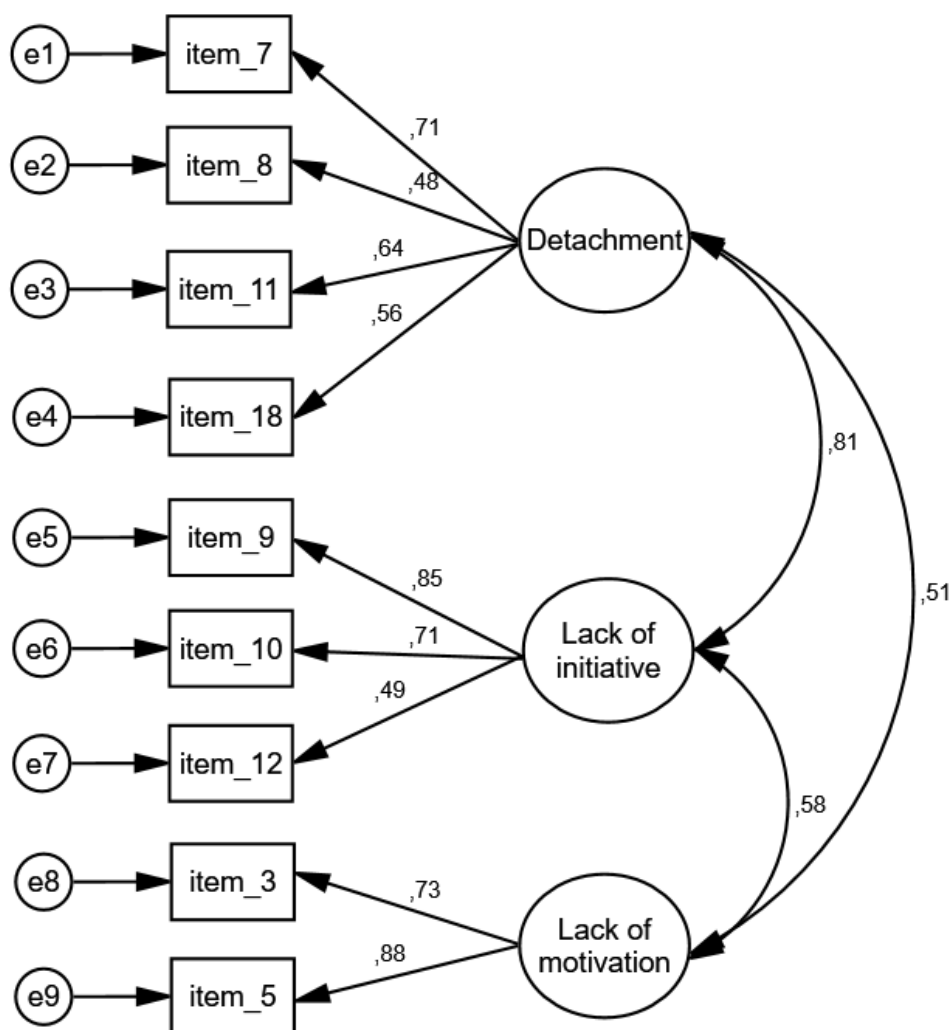 e1
item_7
,71
e2
item_8
,48
Detachment
e3
item_11
,64
,56
e4
item_18
,81
e5
item_9
,85
,51
e6
item_10
,71
Lack of
initiative
,49
e7
item_12
,58
e8
item_3
,73
Lack of
motivation
,88
e9
item_5